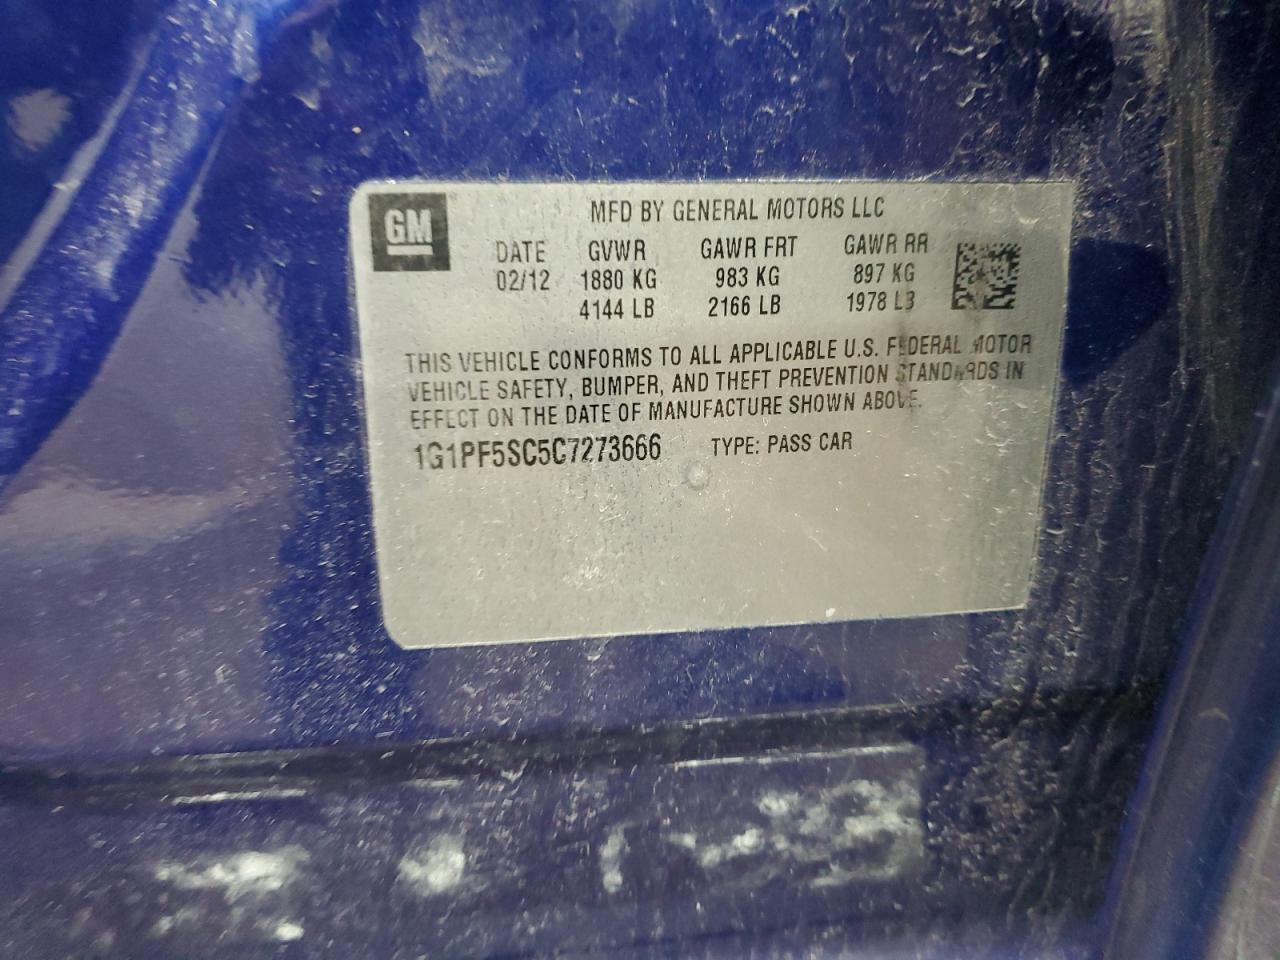 GM
MFD BY GENERAL MOTORS LLC
DATE GVWR GAWR FRT GAWR RR
02/12 1880 KG 983 KG 897 KG
4144 LB 2166 LB 1978 LB
THIS VEHICLE CONFORMS TO ALL APPLICABLE U.S. FEDERAL MOTOR
VEHICLE SAFETY, BUMPER, AND THEFT PREVENTION STANDARDS IN
EFFECT ON THE DATE OF MANUFACTURE SHOWN ABOVE.
1G1PF5SC5C7273666 TYPE: PASS CAR